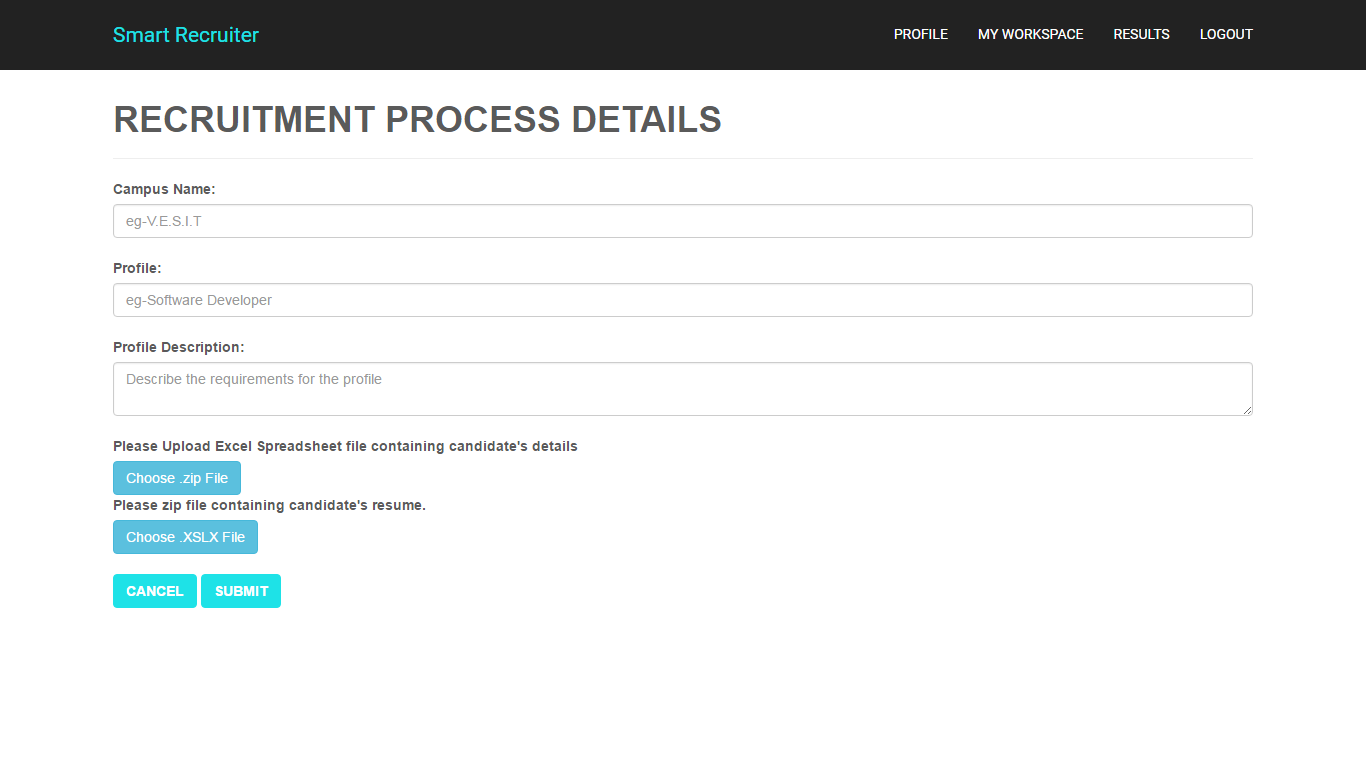 Smart Recruiter PROFILE MY WORKSPACE RESULTS LOGOUT
RECRUITMENT PROCESS DETAILS
Campus Name:
eg-V.E.S.I.T
Profile:
eg-Software Developer
Profile Description:
Describe the requirements for the profile
Please Upload Excel Spreadsheet file containing candidate's details
Choose .zip File
Please zip file containing candidate's resume.
Choose .XSLX File
CANCEL SUBMIT